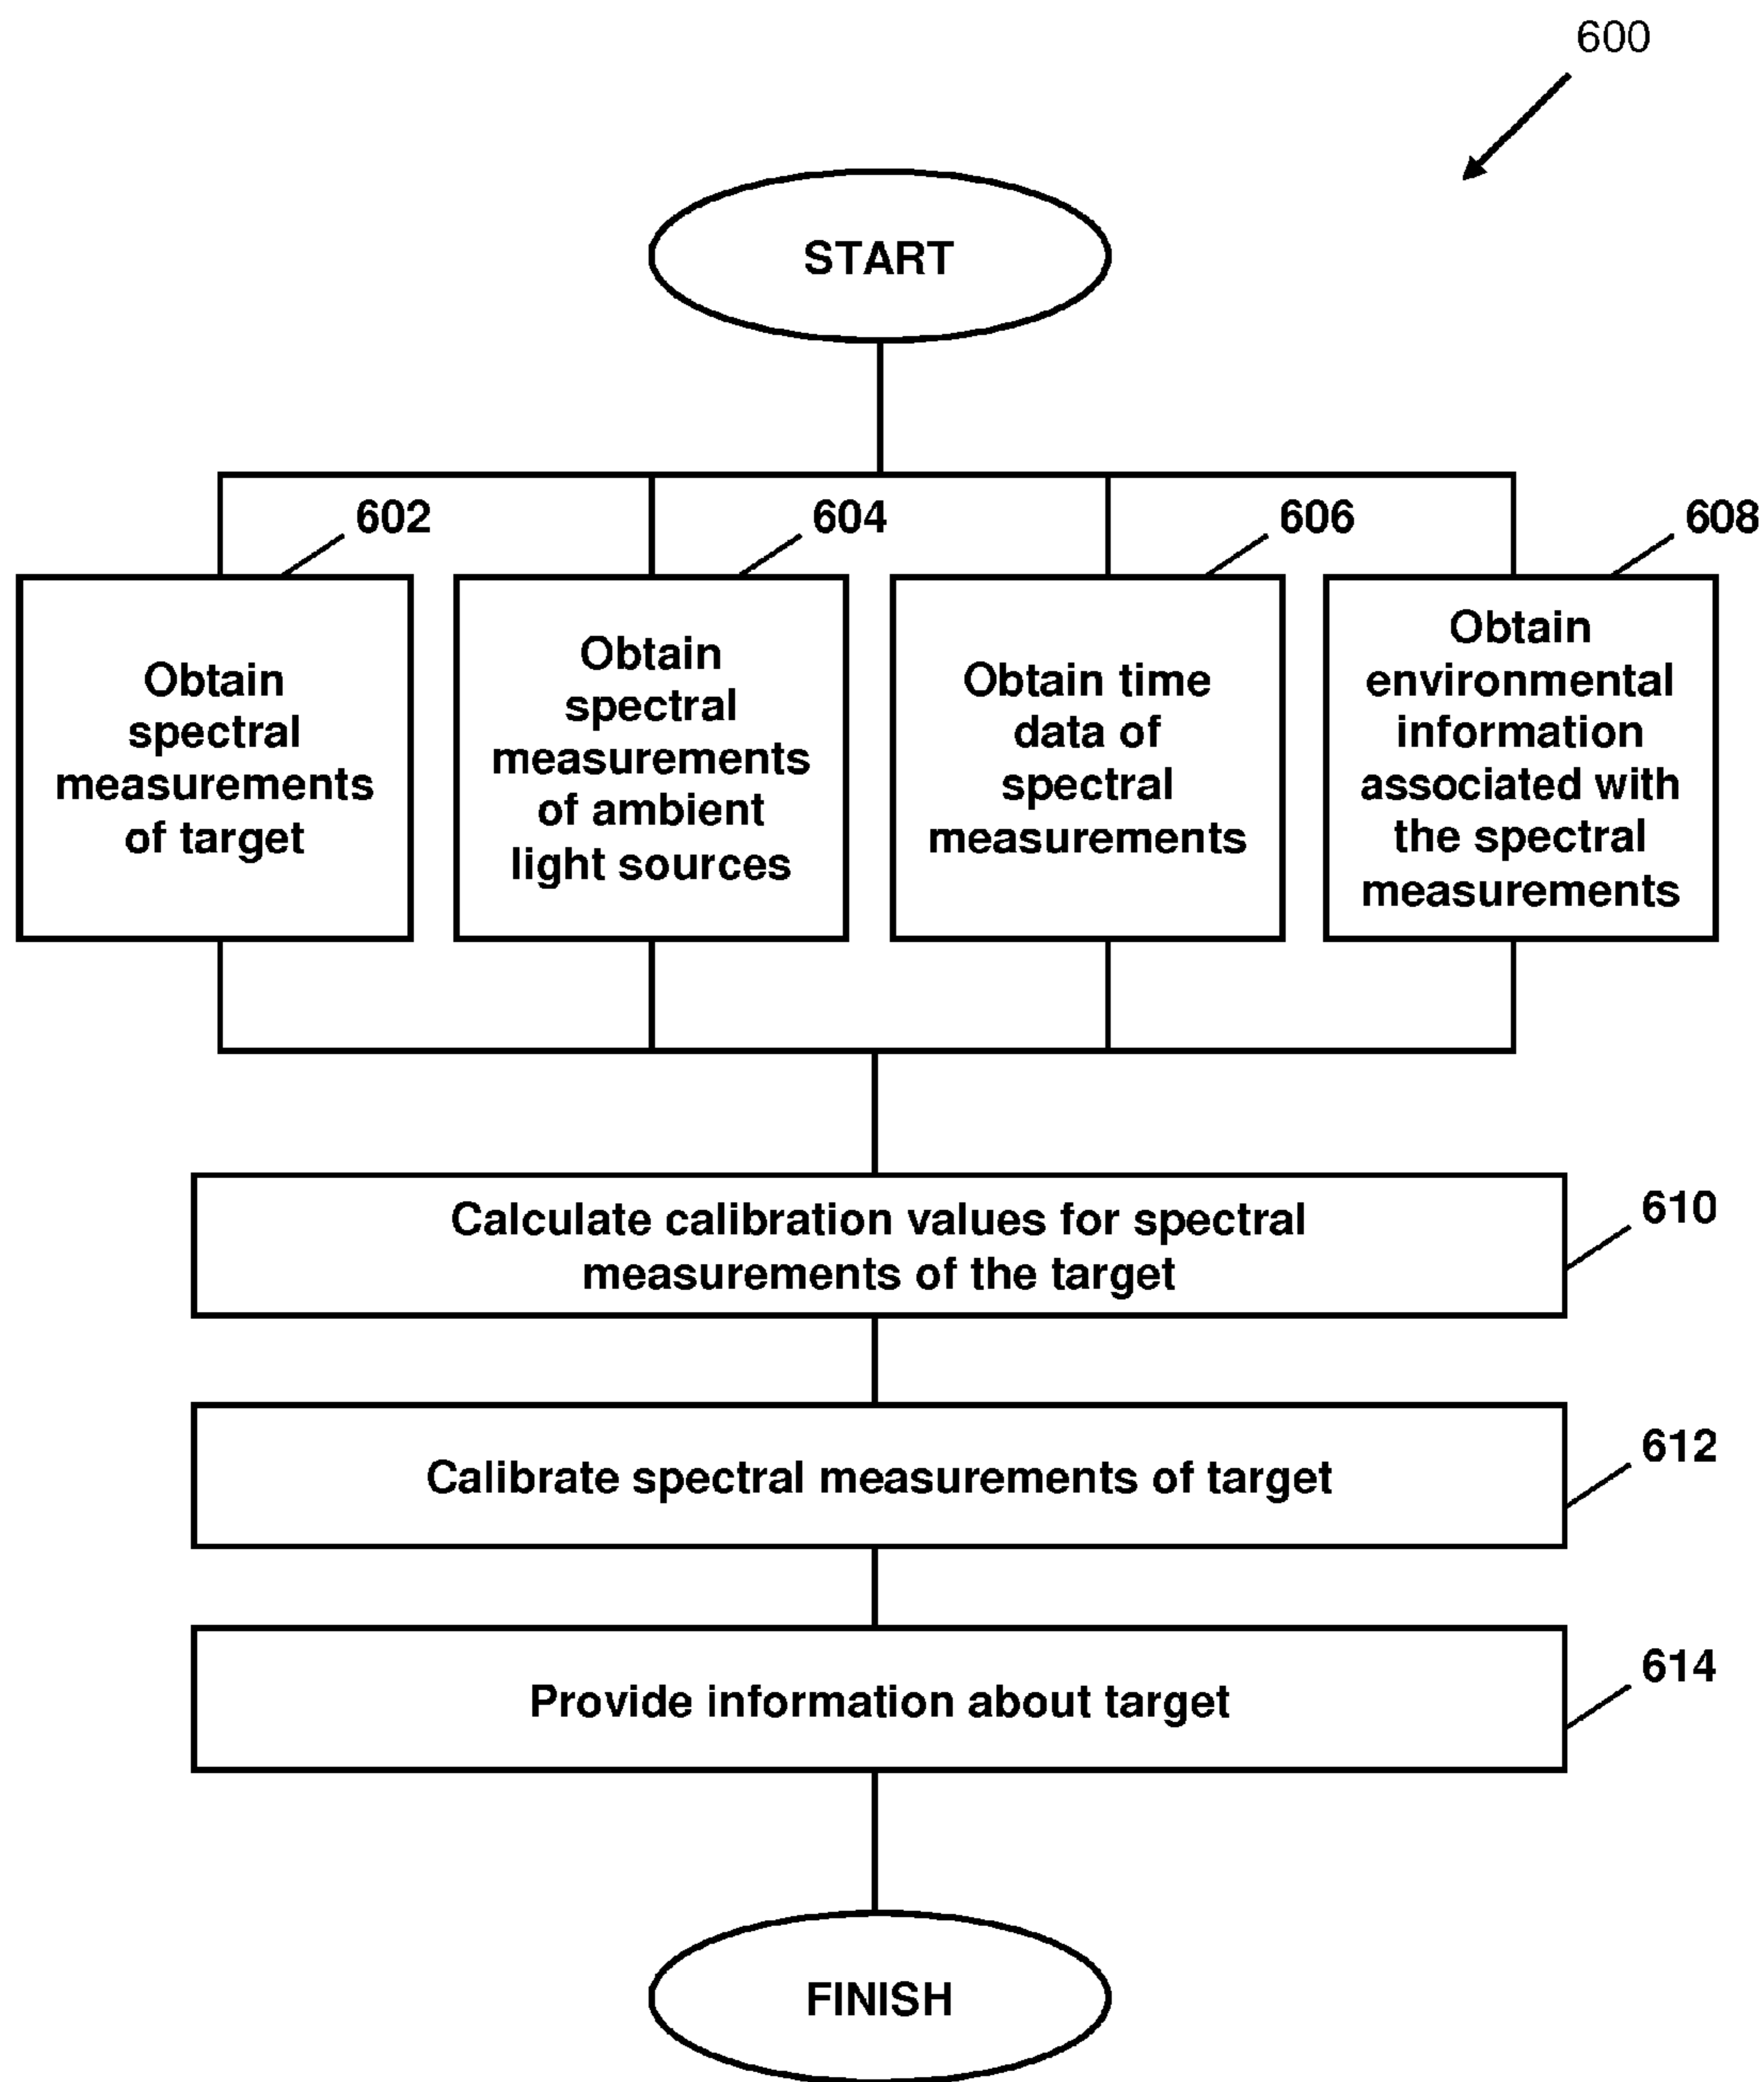 600
START
602
604
606
608
Obtain
spectral
measurements
of target
Obtain
spectral
measurements
of ambient
light sources
Obtain time
data of
spectral
measurements
Obtain
environmental
information
associated with
the spectral
measurements
Calculate calibration values for spectral
measurements of the target
610
Calibrate spectral measurements of target
612
Provide information about target
614
FINISH